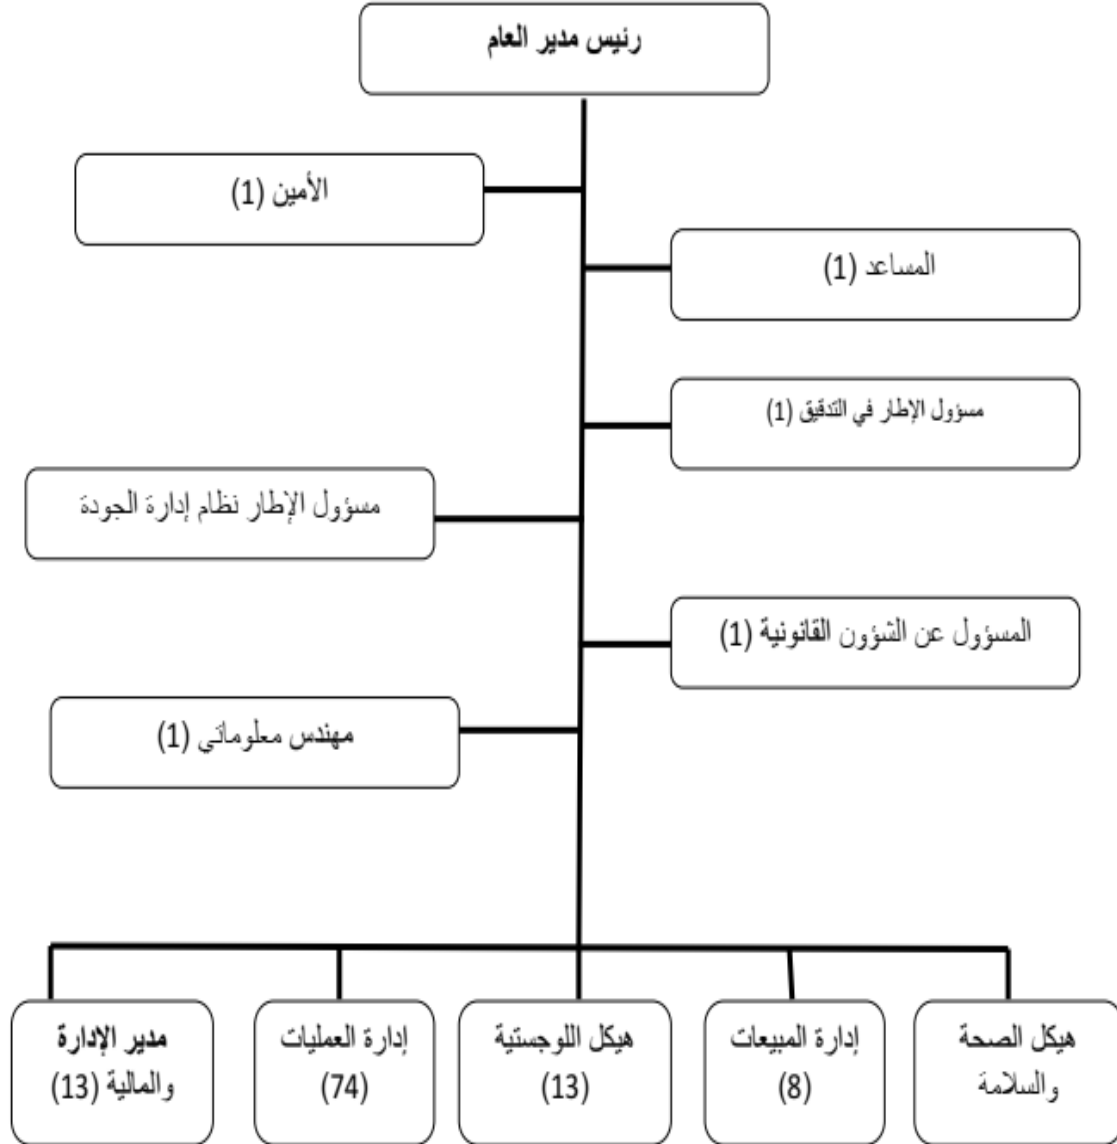 رئيس مدير العام
الأمين (1)
المساعد (1)
مسؤول الإطار في التدقيق (1)
مسؤول الإطار نظام إدارة الجودة
المسؤول عن الشؤون القانونية (1)
مهندس معلوماتي (1)
هيكل الصحة
والسلامة
إدارة المبيعات
(8)
هيكل اللوجستية
(13)
إدارة العمليات
(74)
مدير الإدارة
والمالية (13)